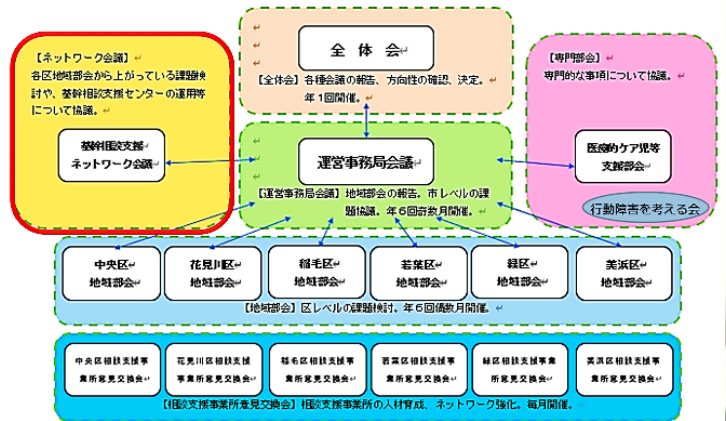 【ネットワーク会議】
各区地域部会から上がっている課題検
討や、基幹相談支援センターの運用等
について協議。
基幹相談支援
ネットワーク会議
全 体 会
【全体会】各種会議の報告、方向性の確認、決定。
年1回開催。
【専門部会】
専門的な事項について協議。
医療的ケア児等
支援部会
行動障害を考える会
運営事務局会議
【運営事務局会議】地域部会の報告。市レベルの課
題協議。年6回奇数月開催。
中央区
地域部会
花見川区
地域部会
稲毛区
地域部会
若葉区
地域部会
緑区
地域部会
美浜区
地域部会
【地域部会】区レベルの課題検討。年6回偶数月開催。
中央区相談支援事
業所意見交換会
花見川区相談支援
事業所意見交換会
稲毛区相談支援事
業所意見交換会
若葉区相談支援事
業所意見交換会
緑区相談支援事業
所意見交換会
美浜区相談支援事
業所意見交換会
【相談支援事業所意見交換会】相談支援事業所の人材育成、ネットワーク強化。毎月開催。